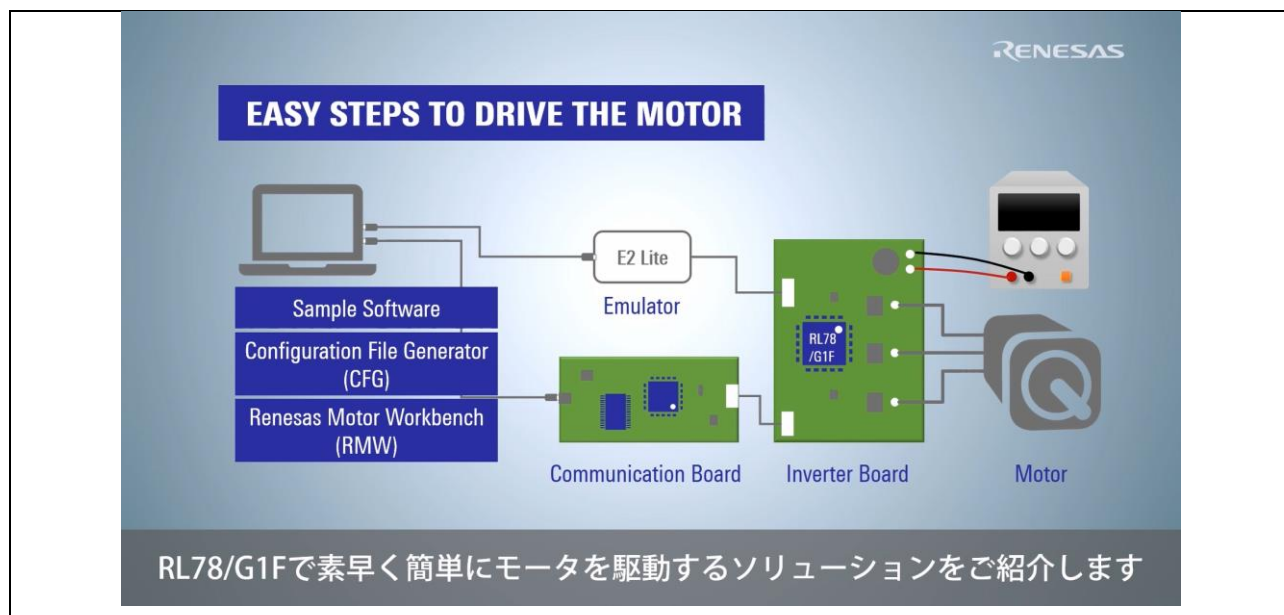 RENESAS
EASY STEPS TO DRIVE THE MOTOR
E2 Lite
Emulator
Sample Software
Configuration File Generator
(CFG)
Renesas Motor Workbench
(RMW)
RL78
/G1F
Communication Board
Inverter Board
Motor
RL78/G1Fで素早く簡単にモータを駆動するソリューションをご紹介します